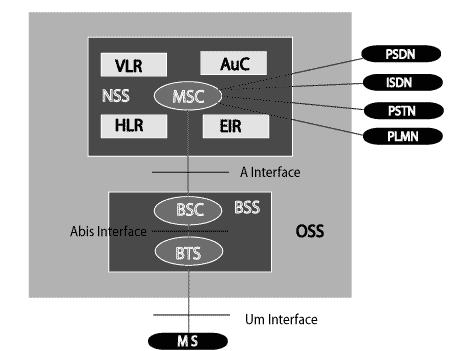 VLR
AuC
NSS
MSC
HLR
EIR
PSDN
ISDN
PSTN
PLMN
A Interface
BSC
BSS
Abis Interface
BTS
OSS
Um Interface
MS